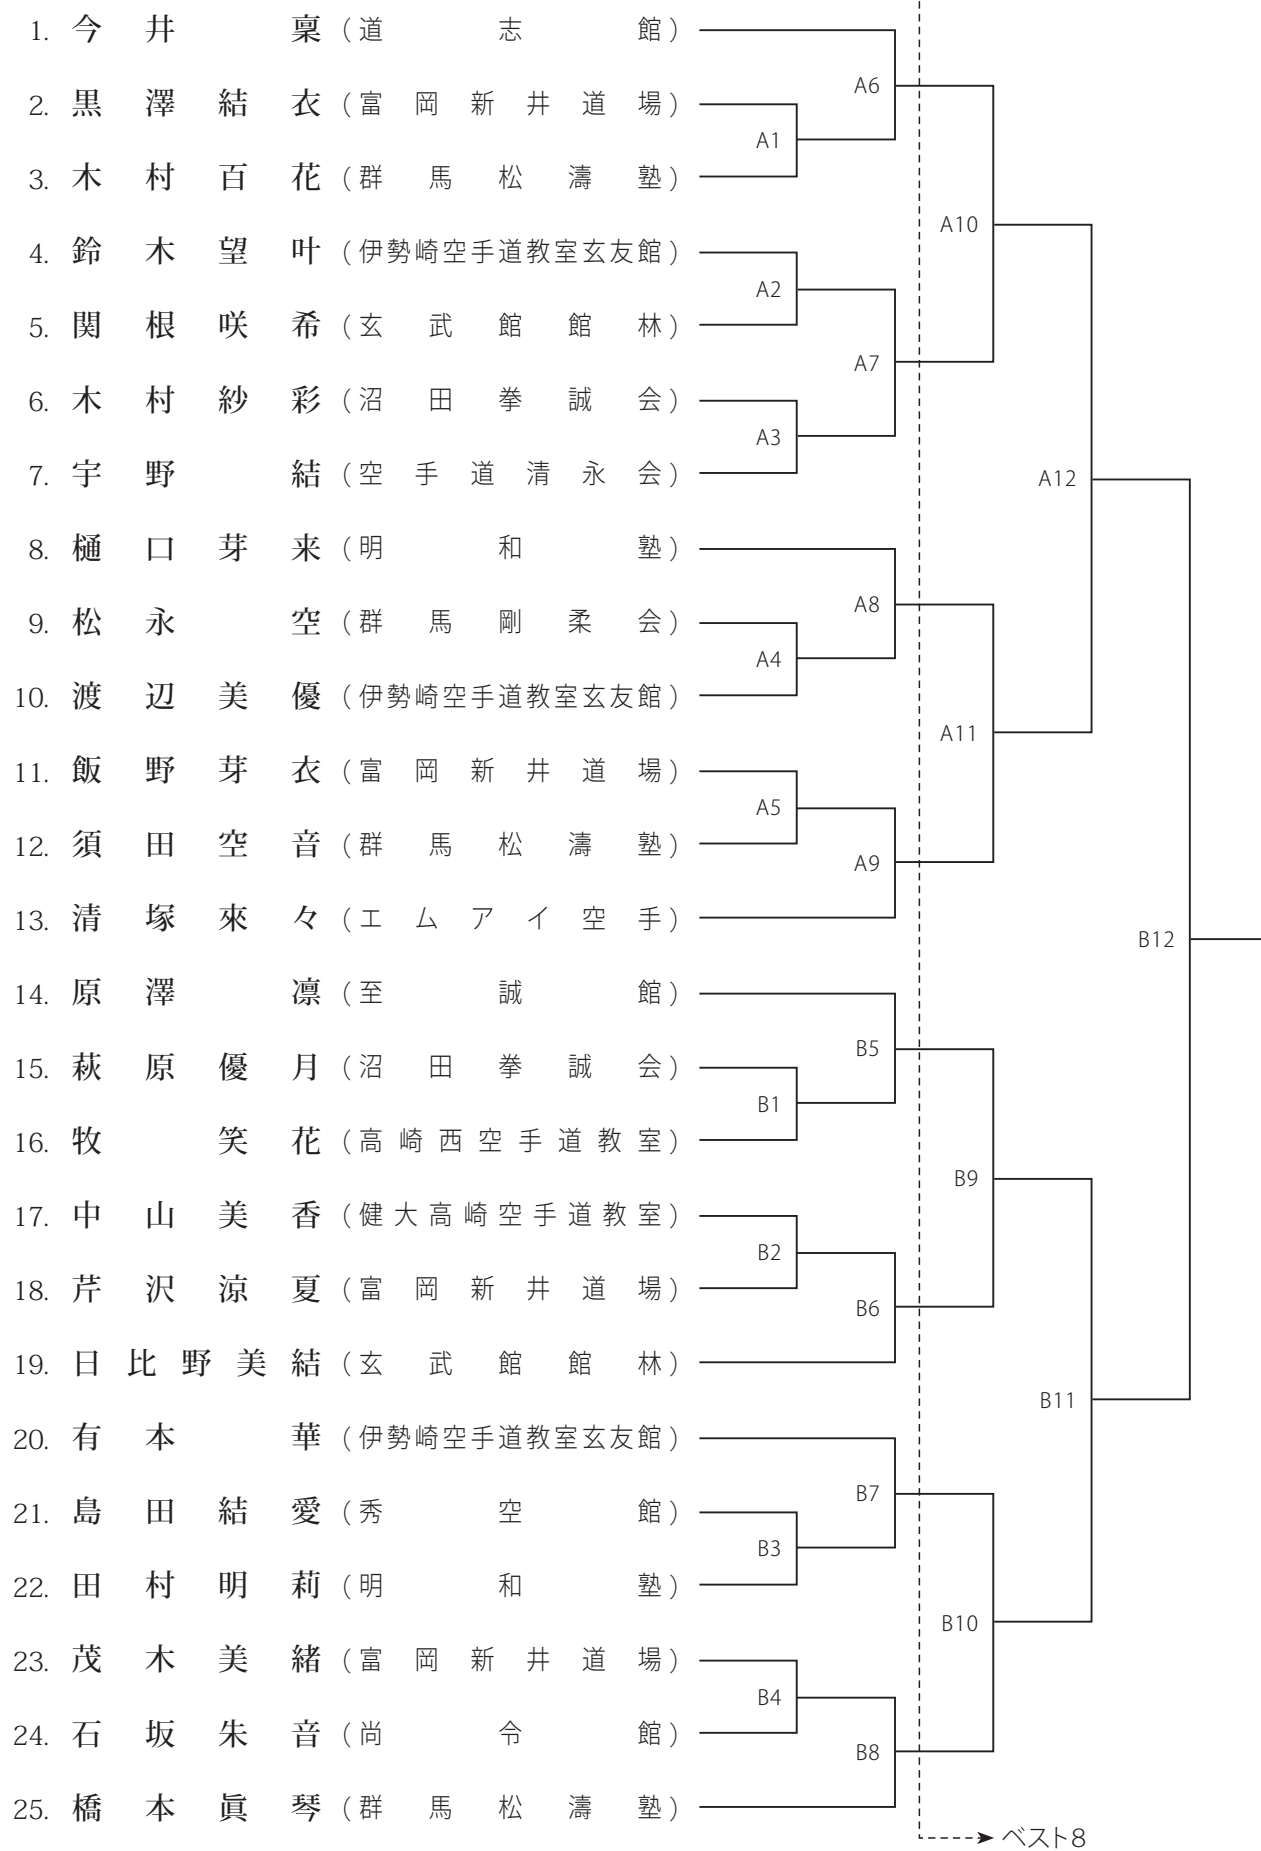 1. 今井稟 (道志館)
A6
2. 黒澤結衣 (富岡新井道場)
A1
3. 木村百花 (群馬松濤塾)
A10
4. 鈴木望叶 (伊勢崎空手道教室玄友館)
A2
5. 関根咲希 (玄武館館林)
A7
6. 木村紗彩 (沼田拳誠会)
A3
7. 宇野結 (空手道清永会)
A12
8. 樋口芽来 (明和塾)
A8
9. 松永空 (群馬剛柔会)
A4
10. 渡辺美優 (伊勢崎空手道教室玄友館)
A11
11. 飯野芽衣 (富岡新井道場)
A5
12. 須田空音 (群馬松濤塾)
A9
13. 清塚來々 (エムアイ空手)
B12
14. 原澤凛 (至誠館)
B5
15. 萩原優月 (沼田拳誠会)
B1
16. 牧笑花 (高崎西空手道教室)
B9
17. 中山美香 (健大高崎空手道教室)
B2
18. 芹沢涼夏 (富岡新井道場)
B6
19. 日比野美結 (玄武館館林)
B11
20. 有本華 (伊勢崎空手道教室玄友館)
B7
21. 島田結愛 (秀空館)
B3
22. 田村明莉 (明和塾)
B10
23. 茂木美緒 (富岡新井道場)
B4
24. 石坂朱音 (尚令館)
B8
25. 橋本眞琴 (群馬松濤塾)
ベスト8